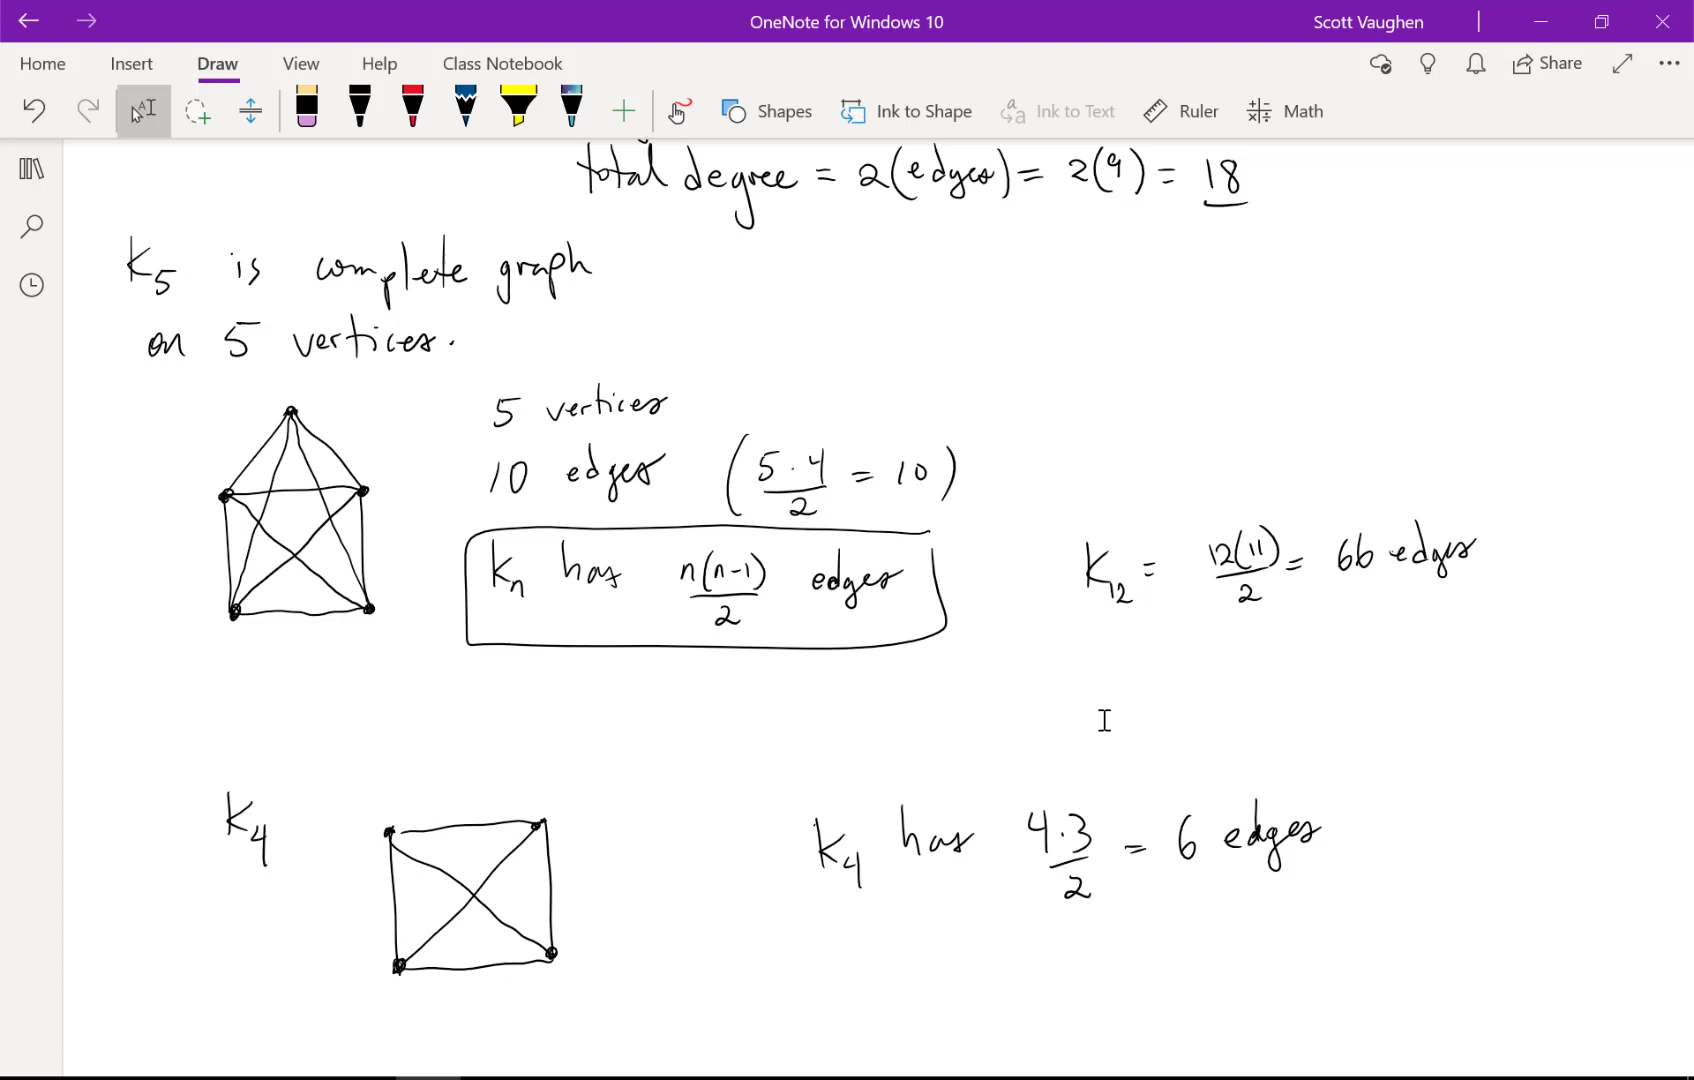 OneNote for Windows 10
Scott Vaughen
Home Insert Draw View Help Class Notebook Share
Shapes Ink to Shape Ink to Text Ruler Math
total degree = 2(edges) = 2(9) = 18
K5 is complete graph
on 5 vertices.
5 vertices
10 edges (5·4/2 = 10)
Kn has n(n-1)/2 edges
K12 = 12(11)/2 = 66 edges
K4
K4 has 4·3/2 = 6 edges